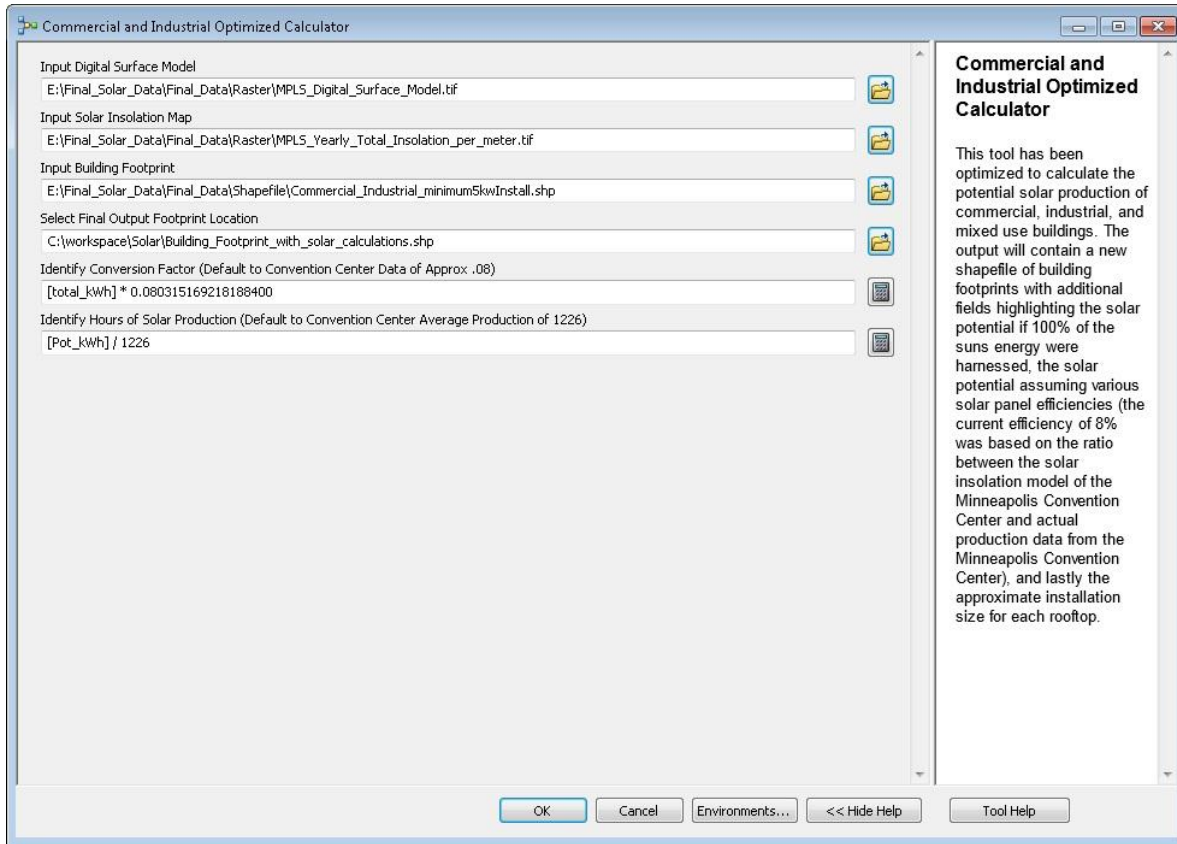 Commercial and Industrial Optimized Calculator
Input Digital Surface Model
E:\Final_Solar_Data\Final_Data\Raster\MPLS_Digital_Surface_Model.tif
Input Solar Insolation Map
E:\Final_Solar_Data\Final_Data\Raster\MPLS_Yearly_Total_Insolation_per_meter.tif
Input Building Footprint
E:\Final_Solar_Data\Final_Data\Shapefile\Commercial_Industrial_minimum5kwInstall.shp
Select Final Output Footprint Location
C:\workspace\Solar\Building_Footprint_with_solar_calculations.shp
Identify Conversion Factor (Default to Convention Center Data of Approx .08)
[total_kWh] * 0.080315169218188400
Identify Hours of Solar Production (Default to Convention Center Average Production of 1226)
[Pot_kWh] / 1226
Commercial and
Industrial Optimized
Calculator
This tool has been
optimized to calculate the
potential solar production of
commercial, industrial, and
mixed use buildings. The
output will contain a new
shapefile of building
footprints with additional
fields highlighting the solar
potential if 100% of the
suns energy were
harnessed, the solar
potential assuming various
solar panel efficiencies (the
current efficiency of 8%
was based on the ratio
between the solar
insolation model of the
Minneapolis Convention
Center and actual
production data from the
Minneapolis Convention
Center), and lastly the
approximate installation
size for each rooftop.
OK
Cancel
Environments...
<< Hide Help
Tool Help